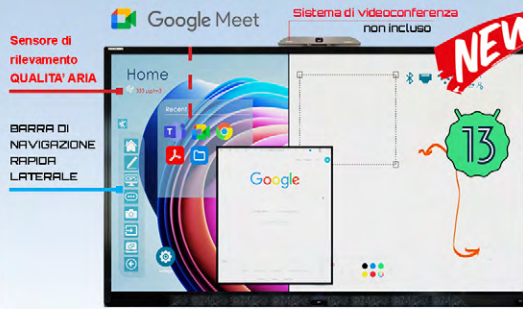 Google Meet
Sistema di videoconferenza
non incluso
NEW
Sensore di
rilevamento
QUALITA' ARIA
Home
Recent
BARRA DI
NAVIGAZIONE
RAPIDA
LATERALE
Google
13